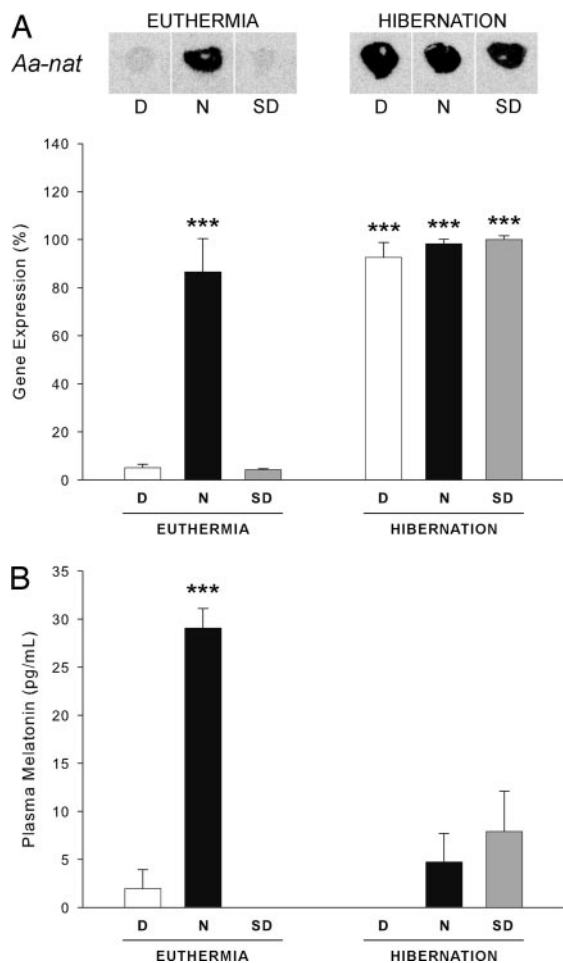 A
EUTHERMIA HIBERNATION
Aa-nat
D N SD D N SD
140
120
100
80
60
40
20
0
Gene Expression (%)
*** *** *** ***
D N SD D N SD
EUTHERMIA HIBERNATION
B
35
30
25
20
15
10
5
0
Plasma Melatonin (pg/mL)
***
D N SD D N SD
EUTHERMIA HIBERNATION